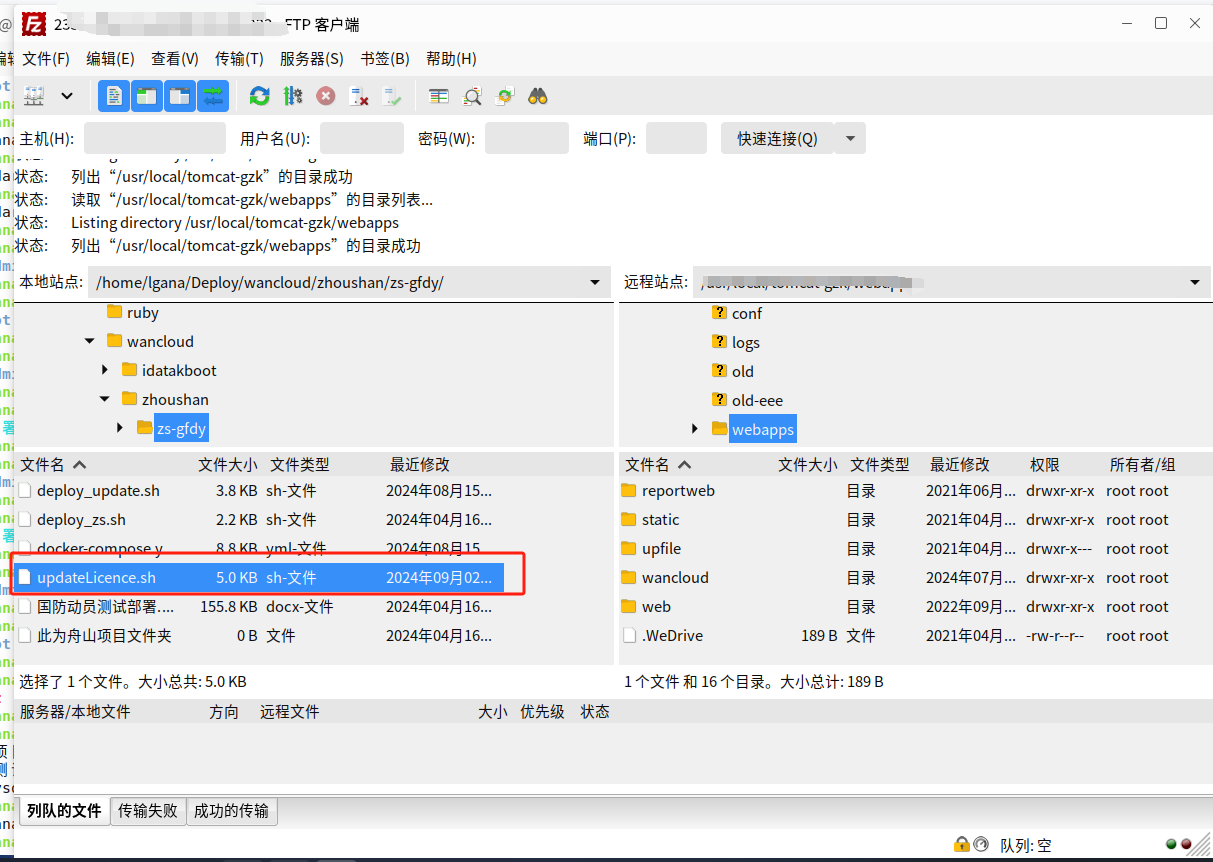 FTP 客户端
文件(F) 编辑(E) 查看(V) 传输(T) 服务器(S) 书签(B) 帮助(H)
主机(H): 用户名(U): 密码(W): 端口(P): 快速连接(Q)
状态: 列出“/usr/local/tomcat-gzk”的目录成功
状态: 读取“/usr/local/tomcat-gzk/webapps”的目录列表...
状态: Listing directory /usr/local/tomcat-gzk/webapps
状态: 列出“/usr/local/tomcat-gzk/webapps”的目录成功
本地站点: /home/lgana/Deploy/wancloud/zhoushan/zs-gfdy/
ruby
wancloud
idatakboot
zhoushan
zs-gfdy
远程站点:
conf
logs
old
old-eee
webapps
文件名 文件大小 文件类型 最近修改
deploy_update.sh 3.8 KB sh-文件 2024年08月15...
deploy_zs.sh 2.2 KB sh-文件 2024年04月16...
docker-compose.y... 8.8 KB yml-文件 2024年08月15...
updateLicence.sh 5.0 KB sh-文件 2024年09月02...
国防动员测试部署.... 155.8 KB docx-文件 2024年04月16...
此为舟山项目文件夹 0 B 文件 2024年04月16...
选择了 1 个文件。大小总共: 5.0 KB
文件名 文件大小 文件类型 最近修改 权限 所有者/组
reportweb 目录 2021年06月... drwxr-xr-x root root
static 目录 2021年04月... drwxr-xr-x root root
upfile 目录 2021年04月... drwxr-x--- root root
wancloud 目录 2024年07月... drwxr-xr-x root root
web 目录 2022年09月... drwxr-xr-x root root
.WeDrive 189 B 文件 2021年04月... -rw-r--r-- root root
1 个文件 和 16 个目录。大小总计: 189 B
服务器/本地文件 方向 远程文件 大小 优先级 状态
列队的文件 传输失败 成功的传输
队列: 空